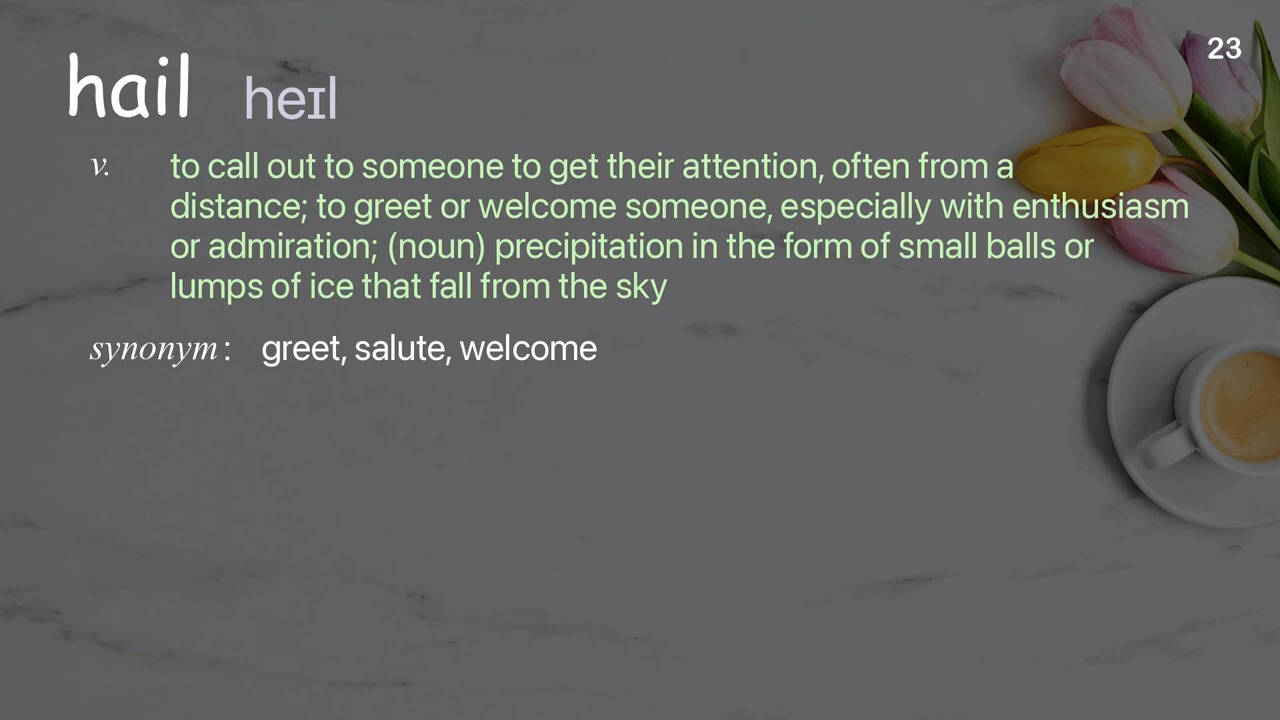 23
hail heɪl
v. to call out to someone to get their attention, often from a
distance; to greet or welcome someone, especially with enthusiasm
or admiration; (noun) precipitation in the form of small balls or
lumps of ice that fall from the sky
synonym : greet, salute, welcome